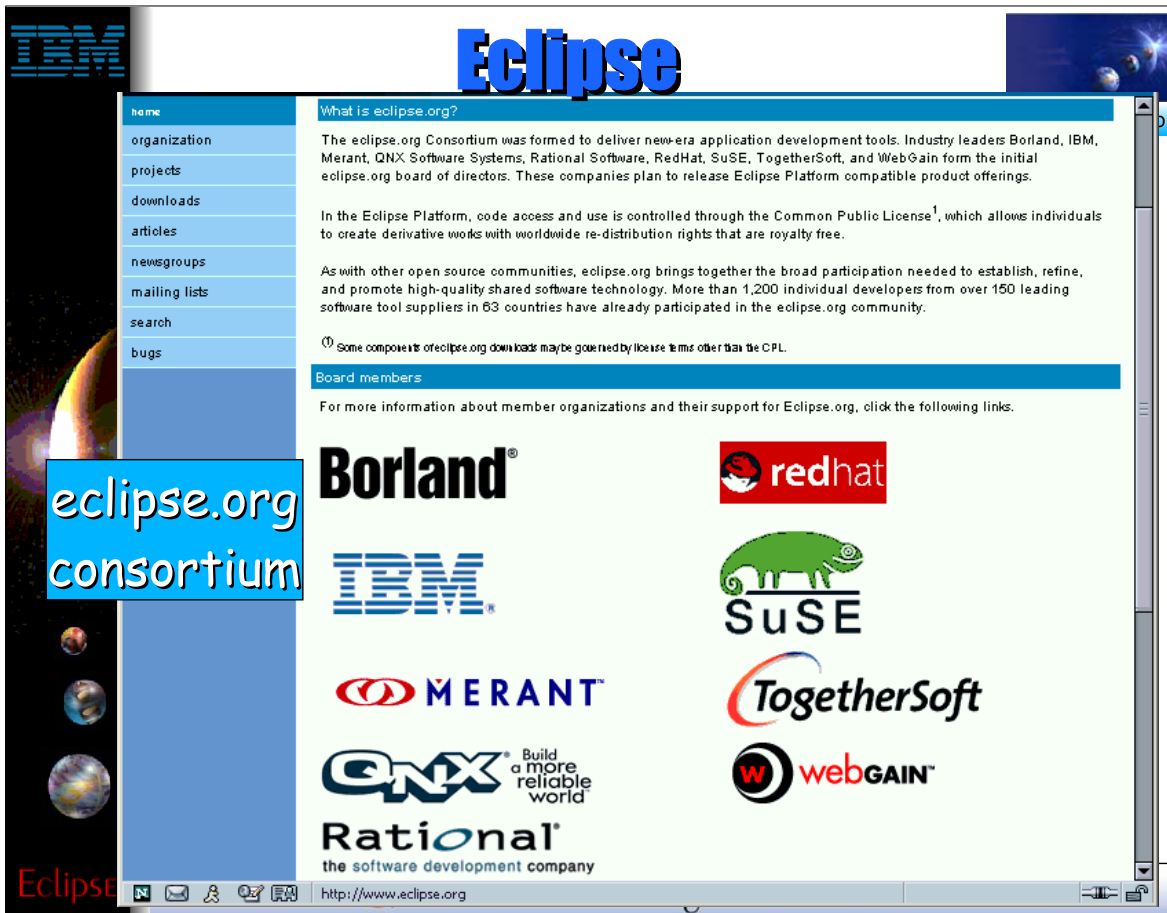 IBM
Eclipse
home
organization
projects
downloads
articles
newsgroups
mailing lists
search
bugs
What is eclipse.org?
The eclipse.org Consortium was formed to deliver new-era application development tools. Industry leaders Borland, IBM,
Merant, QNX Software Systems, Rational Software, RedHat, SuSE, TogetherSoft, and WebGain form the initial
eclipse.org board of directors. These companies plan to release Eclipse Platform compatible product offerings.
In the Eclipse Platform, code access and use is controlled through the Common Public License1, which allows individuals
to create derivative works with worldwide re-distribution rights that are royalty free.
As with other open source communities, eclipse.org brings together the broad participation needed to establish, refine,
and promote high-quality shared software technology. More than 1,200 individual developers from over 150 leading
software tool suppliers in 63 countries have already participated in the eclipse.org community.
(1) Some components of eclipse.org downloads may be governed by license terms other than the CPL.
Board members
For more information about member organizations and their support for Eclipse.org, click the following links.
eclipse.org
consortium
Borland®
redhat
IBM®
SuSE
MERANT™
TogetherSoft
QNX® Build
a more
reliable
world™
webGAIN™
Rational®
the software development company
Eclipse
http://www.eclipse.org